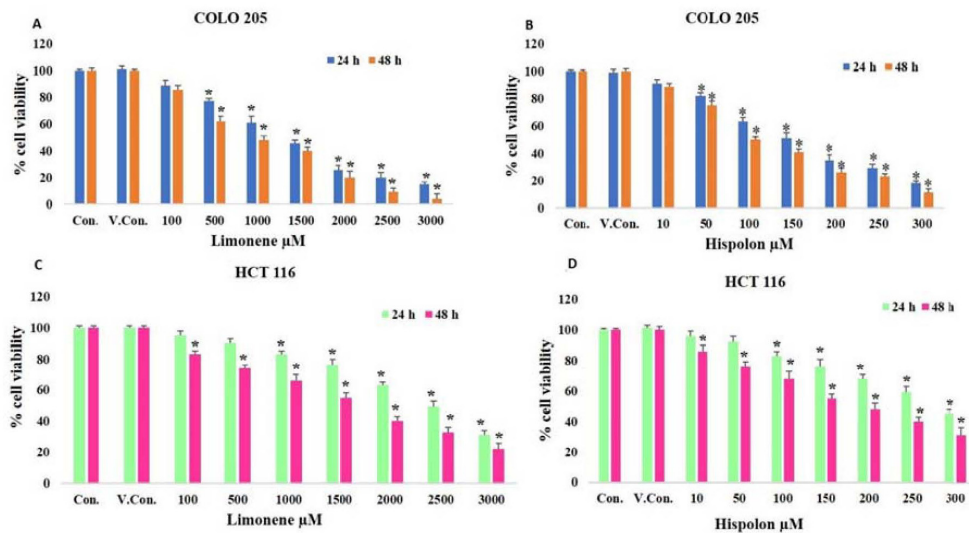 A
COLO 205
120
100
80
60
40
20
0
% cell viability
24 h 48 h
* * * * * * * * * * * *
Con. V.Con. 100 500 1000 1500 2000 2500 3000
Limonene µM
B
COLO 205
120
100
80
60
40
20
0
% cell vaibility
24 h 48 h
* * * * * * * * * * * *
Con. V.Con. 10 50 100 150 200 250 300
Hispolon µM
C
HCT 116
120
100
80
60
40
20
0
% cell viability
24 h 48 h
* * * * * * * * * * * *
Con. V.Con. 100 500 1000 1500 2000 2500 3000
Limonene µM
D
HCT 116
120
100
80
60
40
20
0
% cell viability
24 h 48 h
* * * * * * * * * * * *
Con. V.Con. 10 50 100 150 200 250 300
Hispolon µM